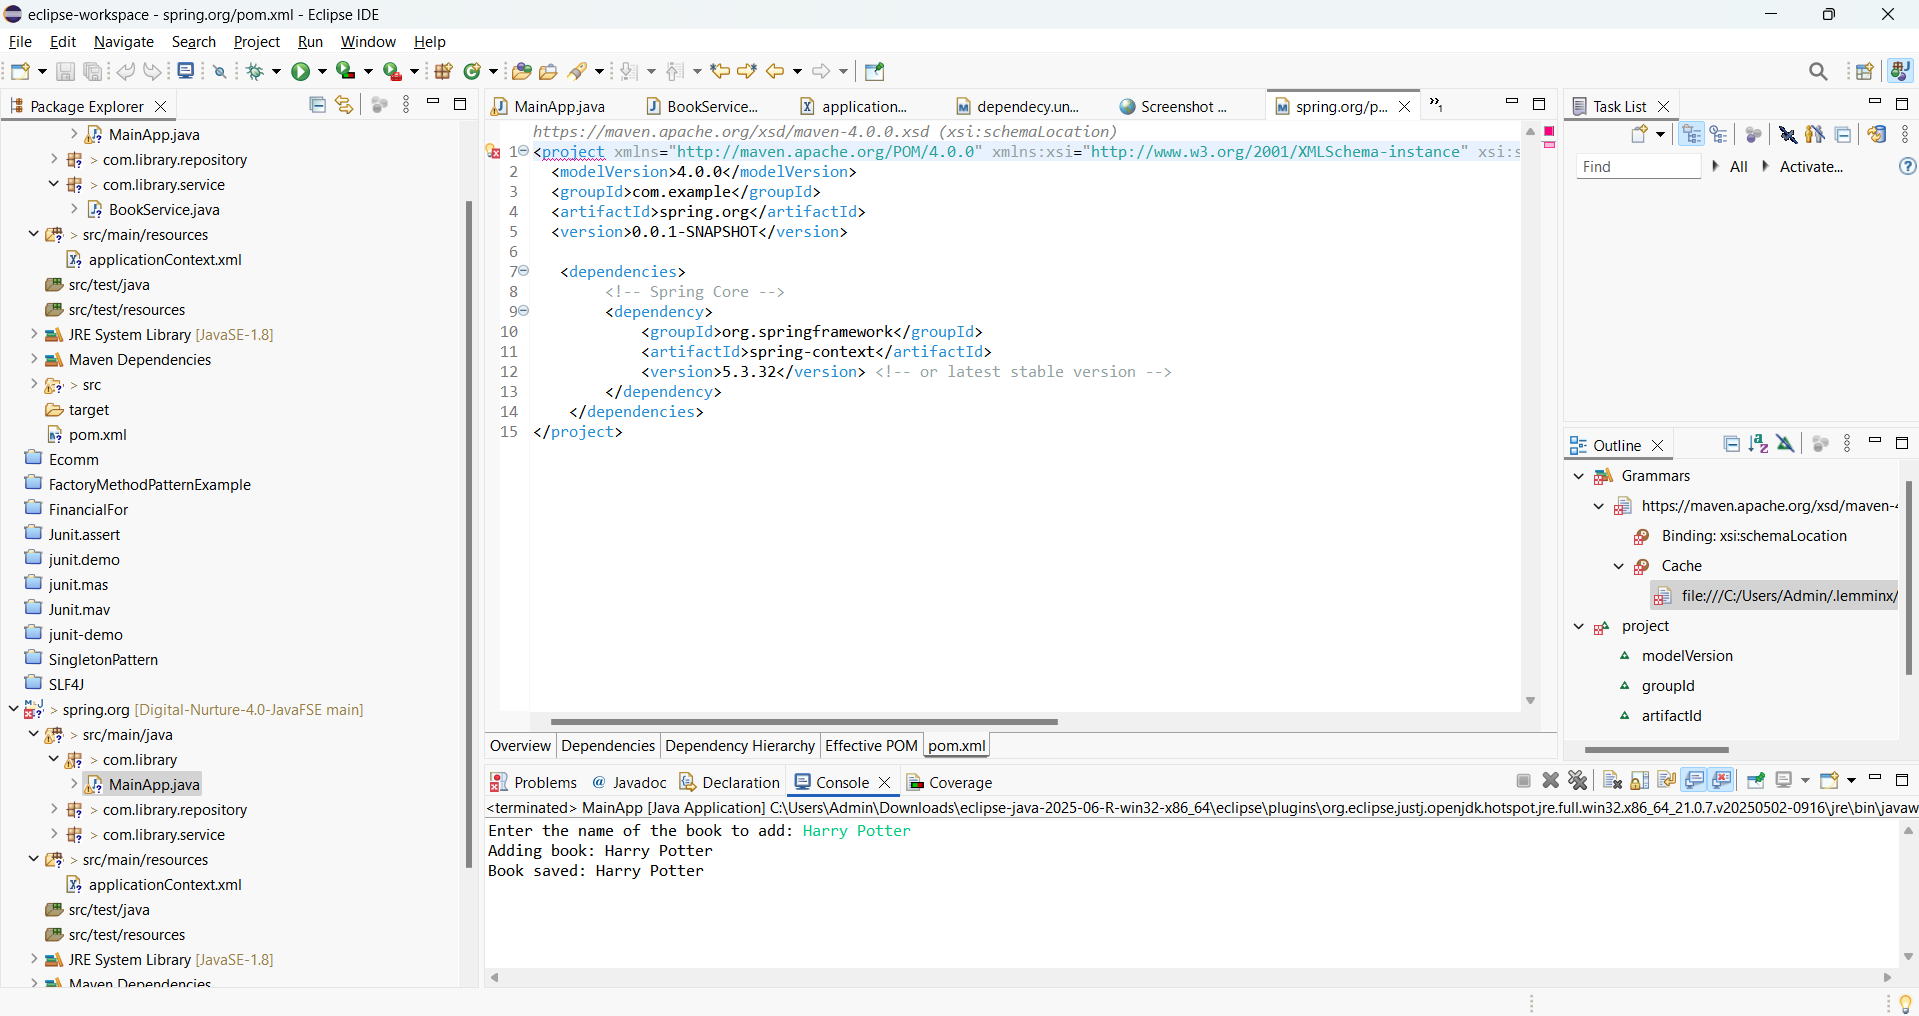 eclipse-workspace - spring.org/pom.xml - Eclipse IDE
File Edit Navigate Search Project Run Window Help
Package Explorer
MainApp.java
> com.library.repository
> com.library.service
BookService.java
> src/main/resources
applicationContext.xml
src/test/java
src/test/resources
JRE System Library [JavaSE-1.8]
Maven Dependencies
> src
target
pom.xml
Ecomm
FactoryMethodPatternExample
FinancialFor
Junit.assert
junit.demo
junit.mas
Junit.mav
junit-demo
SingletonPattern
SLF4J
> spring.org [Digital-Nurture-4.0-JavaFSE main]
> src/main/java
> com.library
MainApp.java
> com.library.repository
> com.library.service
> src/main/resources
applicationContext.xml
src/test/java
src/test/resources
JRE System Library [JavaSE-1.8]
Maven Dependencies
MainApp.java BookService... application... dependecy.un... Screenshot ... spring.org/p... »1
https://maven.apache.org/xsd/maven-4.0.0.xsd (xsi:schemaLocation)
1 <project xmlns="http://maven.apache.org/POM/4.0.0" xmlns:xsi="http://www.w3.org/2001/XMLSchema-instance" xsi:s
2 <modelVersion>4.0.0</modelVersion>
3 <groupId>com.example</groupId>
4 <artifactId>spring.org</artifactId>
5 <version>0.0.1-SNAPSHOT</version>
6
7 <dependencies>
8 <!-- Spring Core -->
9 <dependency>
10 <groupId>org.springframework</groupId>
11 <artifactId>spring-context</artifactId>
12 <version>5.3.32</version> <!-- or latest stable version -->
13 </dependency>
14 </dependencies>
15 </project>
Overview Dependencies Dependency Hierarchy Effective POM pom.xml
Problems Javadoc Declaration Console Coverage
<terminated> MainApp [Java Application] C:\Users\Admin\Downloads\eclipse-java-2025-06-R-win32-x86_64\eclipse\plugins\org.eclipse.justj.openjdk.hotspot.jre.full.win32.x86_64_21.0.7.v20250502-0916\jre\bin\javaw
Enter the name of the book to add: Harry Potter
Adding book: Harry Potter
Book saved: Harry Potter
Task List
Find All Activate...
Outline
Grammars
https://maven.apache.org/xsd/maven-4
Binding: xsi:schemaLocation
Cache
file:///C:/Users/Admin/.lemminx/
project
modelVersion
groupId
artifactId